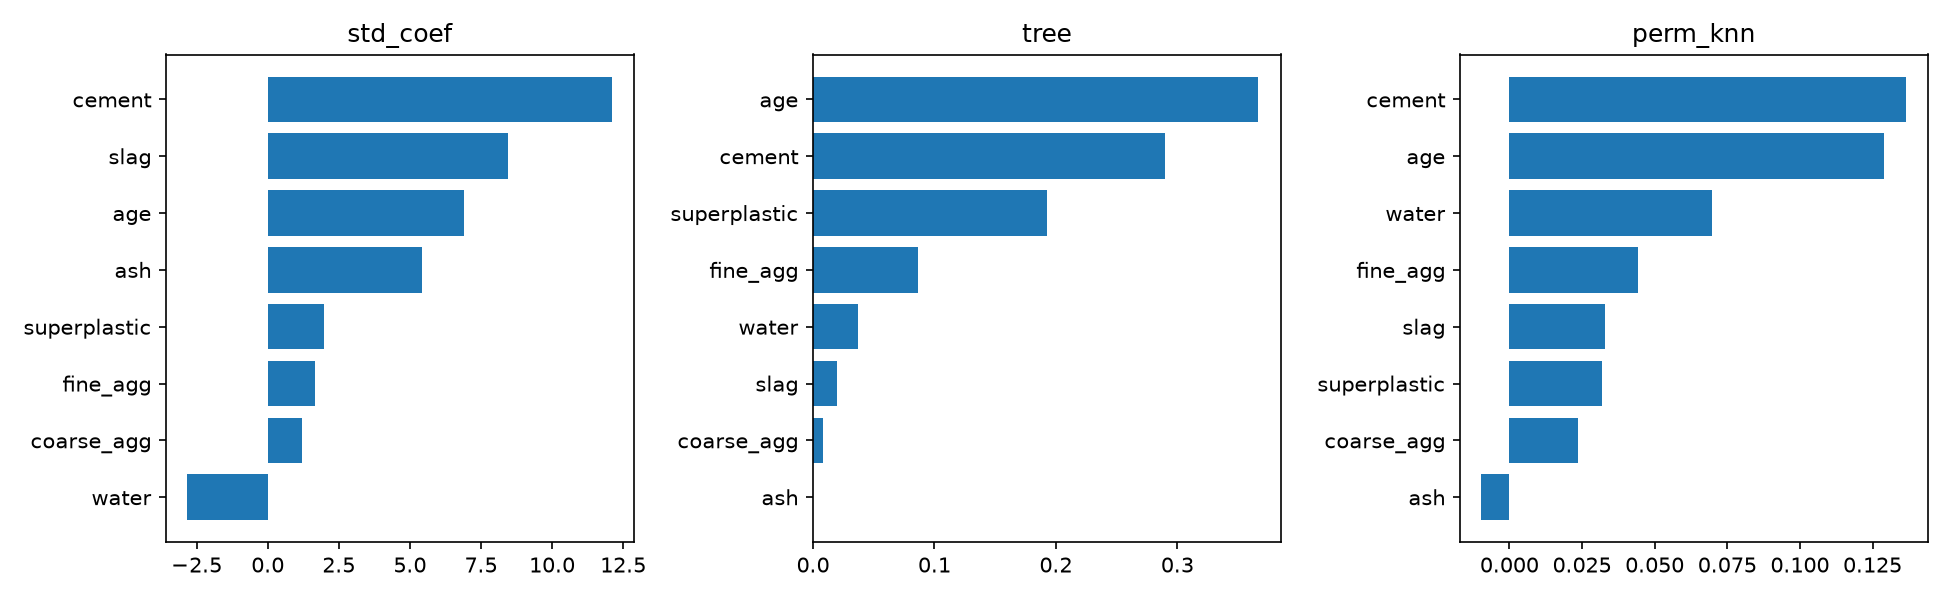 std_coef
cement
slag
age
ash
superplastic
fine_agg
coarse_agg
water
−2.5 0.0 2.5 5.0 7.5 10.0 12.5
tree
age
cement
superplastic
fine_agg
water
slag
coarse_agg
ash
0.0 0.1 0.2 0.3
perm_knn
cement
age
water
fine_agg
slag
superplastic
coarse_agg
ash
0.000 0.025 0.050 0.075 0.100 0.125